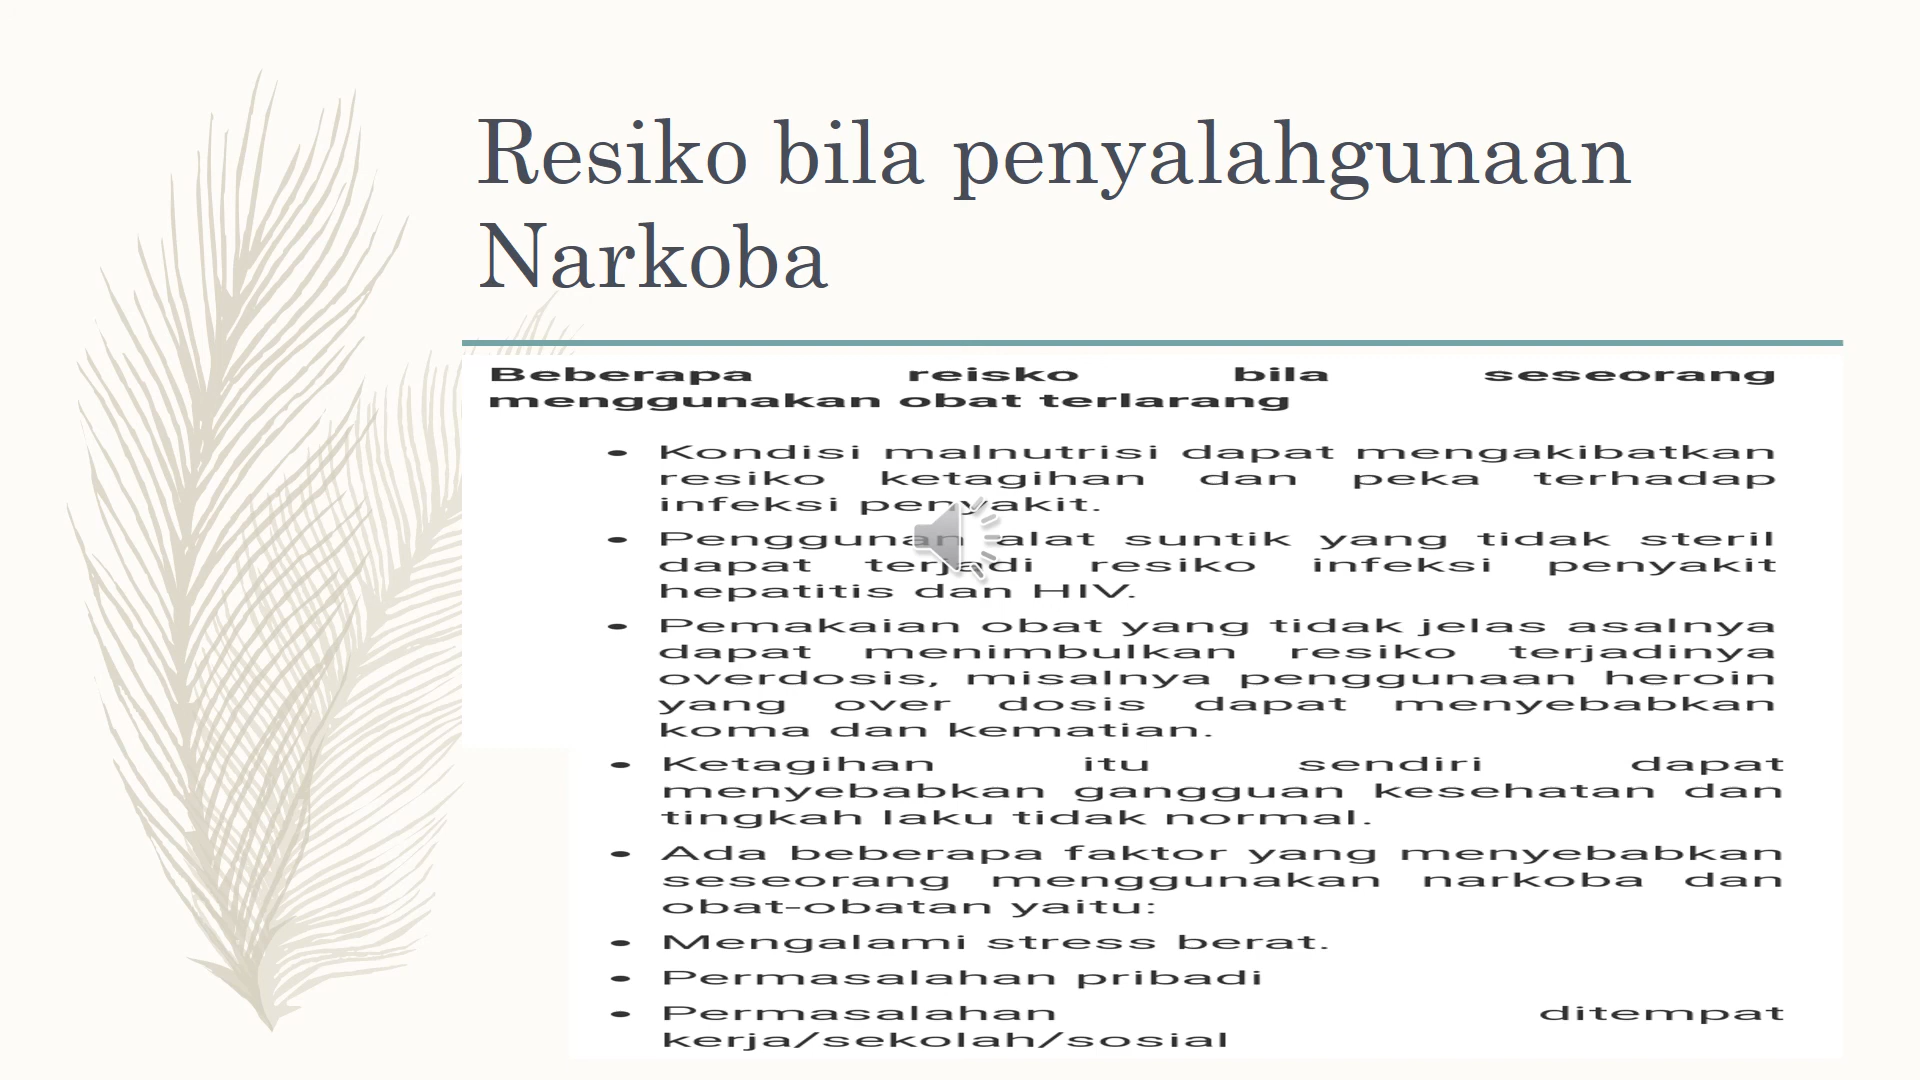 Resiko bila penyalahgunaan
Narkoba
Beberapa reisko bila seseorang
menggunakan obat terlarang
• Kondisi malnutrisi dapat mengakibatkan
resiko ketagihan dan peka terhadap
infeksi penyakit.
• Penggunan alat suntik yang tidak steril
dapat terjadi resiko infeksi penyakit
hepatitis dan HIV.
• Pemakaian obat yang tidak jelas asalnya
dapat menimbulkan resiko terjadinya
overdosis, misalnya penggunaan heroin
yang over dosis dapat menyebabkan
koma dan kematian.
• Ketagihan itu sendiri dapat
menyebabkan gangguan kesehatan dan
tingkah laku tidak normal.
• Ada beberapa faktor yang menyebabkan
seseorang menggunakan narkoba dan
obat-obatan yaitu:
• Mengalami stress berat.
• Permasalahan pribadi
• Permasalahan ditempat
kerja/sekolah/sosial